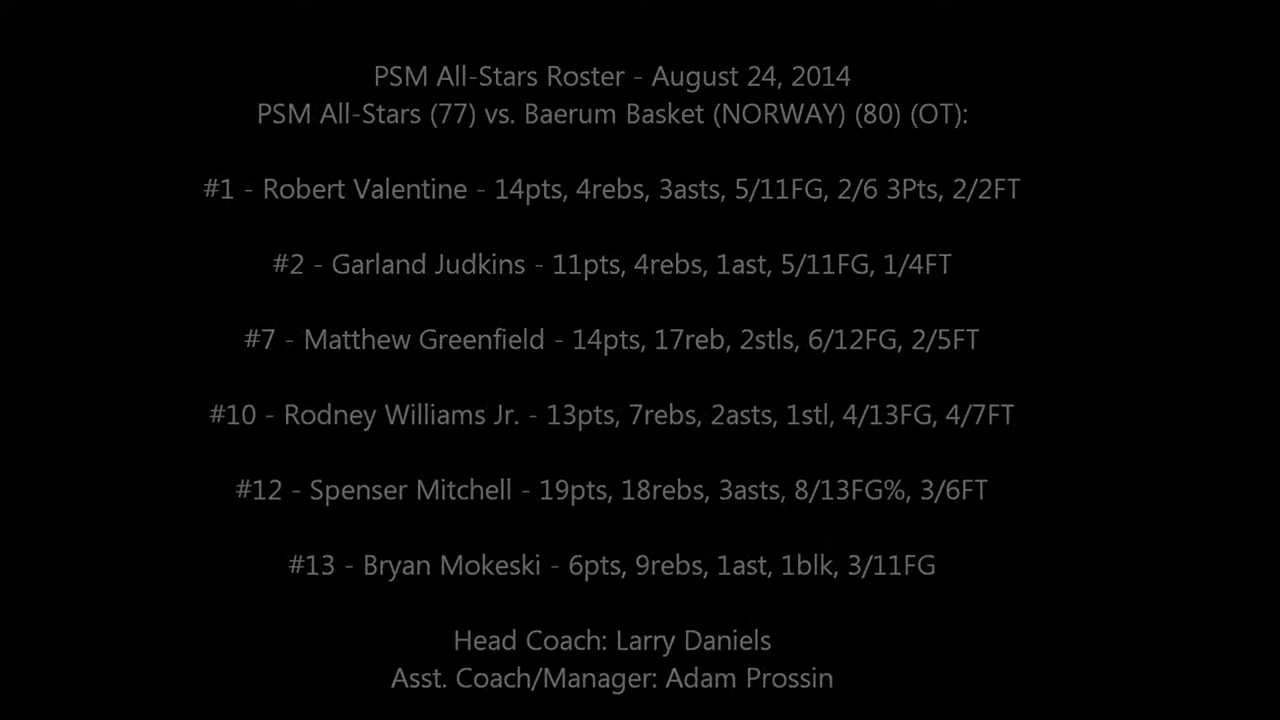 PSM All-Stars Roster - August 24, 2014
PSM All-Stars (77) vs. Baerum Basket (NORWAY) (80) (OT):
#1 - Robert Valentine - 14pts, 4rebs, 3asts, 5/11FG, 2/6 3Pts, 2/2FT
#2 - Garland Judkins - 11pts, 4rebs, 1ast, 5/11FG, 1/4FT
#7 - Matthew Greenfield - 14pts, 17reb, 2stls, 6/12FG, 2/5FT
#10 - Rodney Williams Jr. - 13pts, 7rebs, 2asts, 1stl, 4/13FG, 4/7FT
#12 - Spenser Mitchell - 19pts, 18rebs, 3asts, 8/13FG%, 3/6FT
#13 - Bryan Mokeski - 6pts, 9rebs, 1ast, 1blk, 3/11FG
Head Coach: Larry Daniels
Asst. Coach/Manager: Adam Prossin